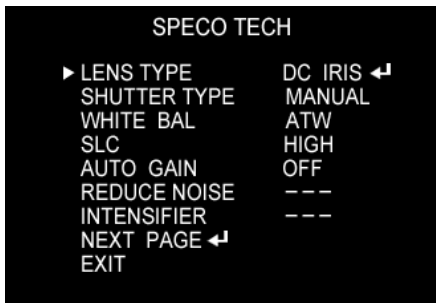 SPECO TECH
▶ LENS TYPE DC IRIS ↵
SHUTTER TYPE MANUAL
WHITE BAL ATW
SLC HIGH
AUTO GAIN OFF
REDUCE NOISE – – –
INTENSIFIER – – –
NEXT PAGE ↵
EXIT